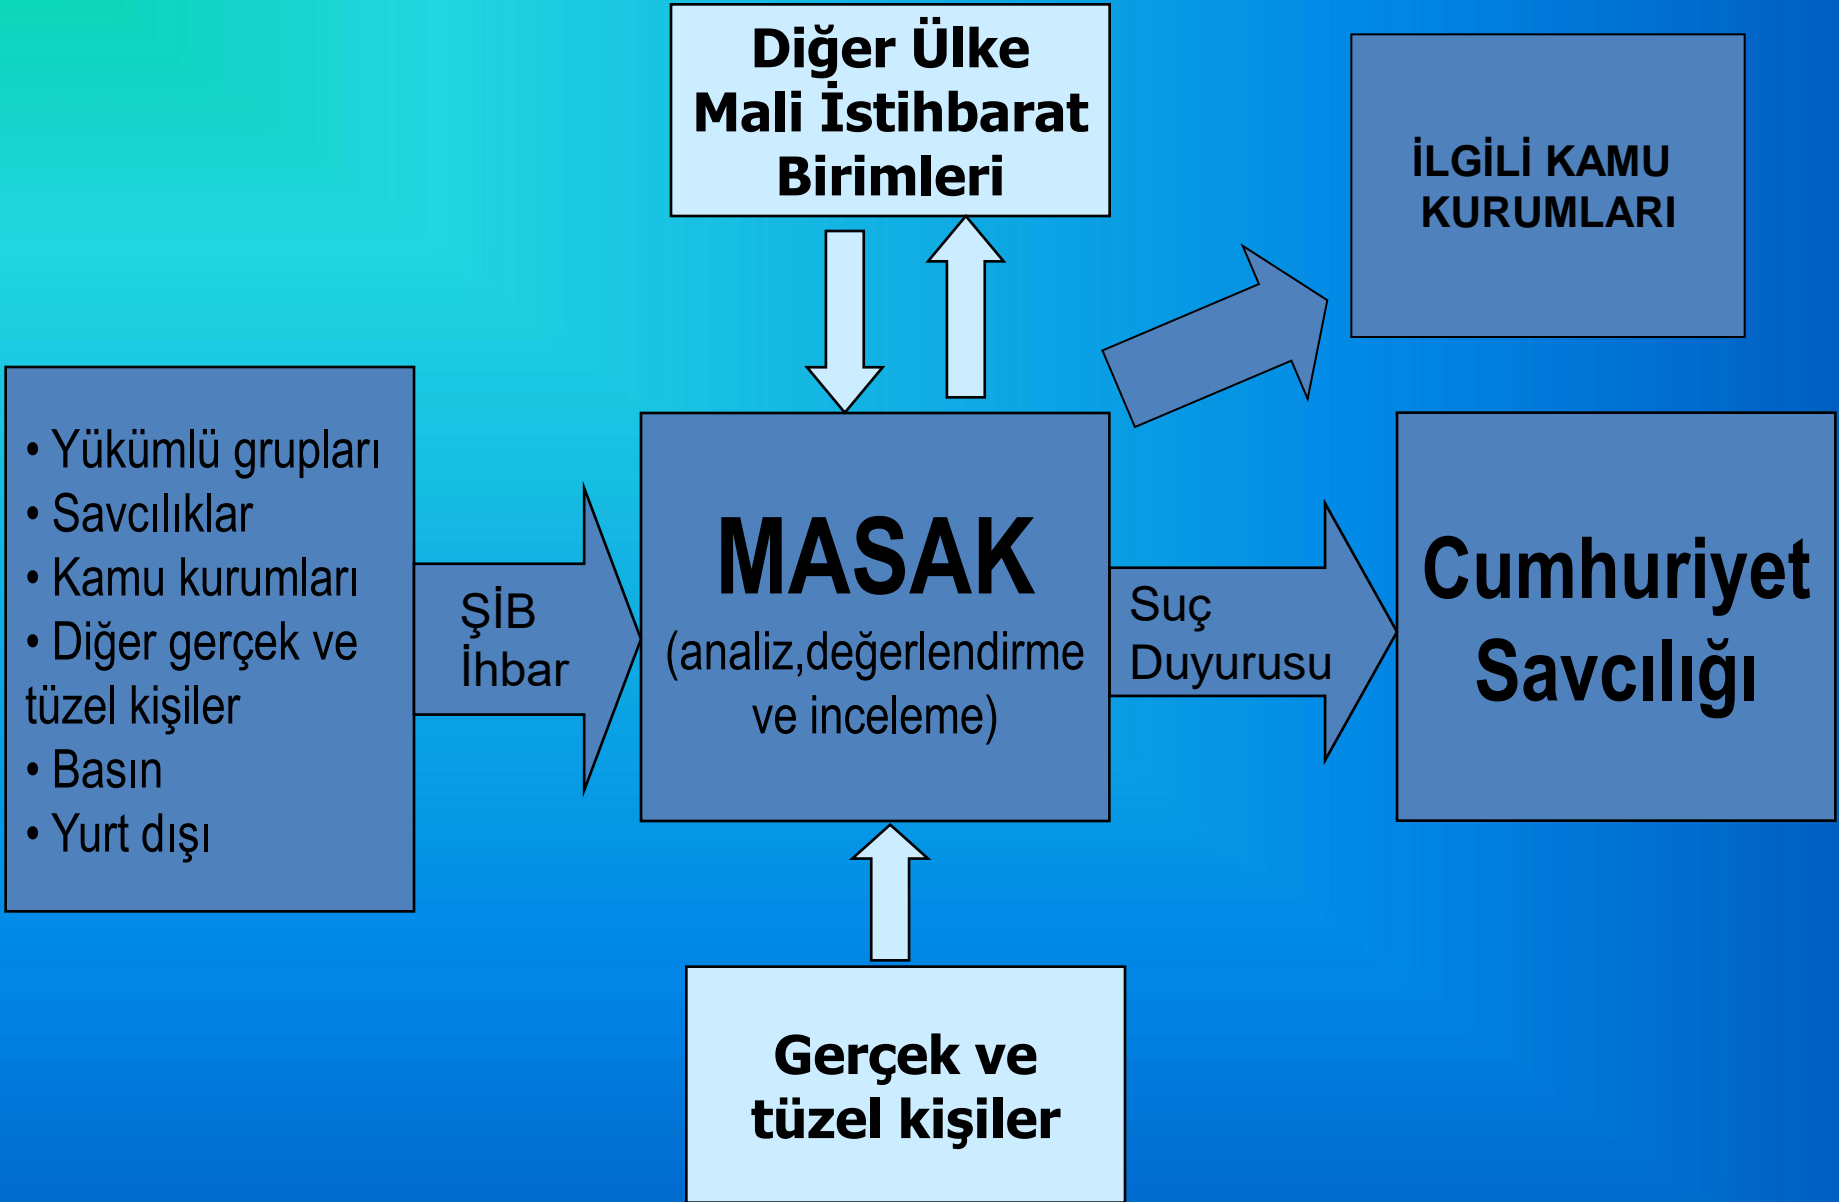 Diğer Ülke
Mali İstihbarat
Birimleri
İLGİLİ KAMU
KURUMLARI
• Yükümlü grupları
• Savcılıklar
• Kamu kurumları
• Diğer gerçek ve
tüzel kişiler
• Basın
• Yurt dışı
ŞİB
İhbar
MASAK
(analiz,değerlendirme
ve inceleme)
Suç
Duyurusu
Cumhuriyet
Savcılığı
Gerçek ve
tüzel kişiler